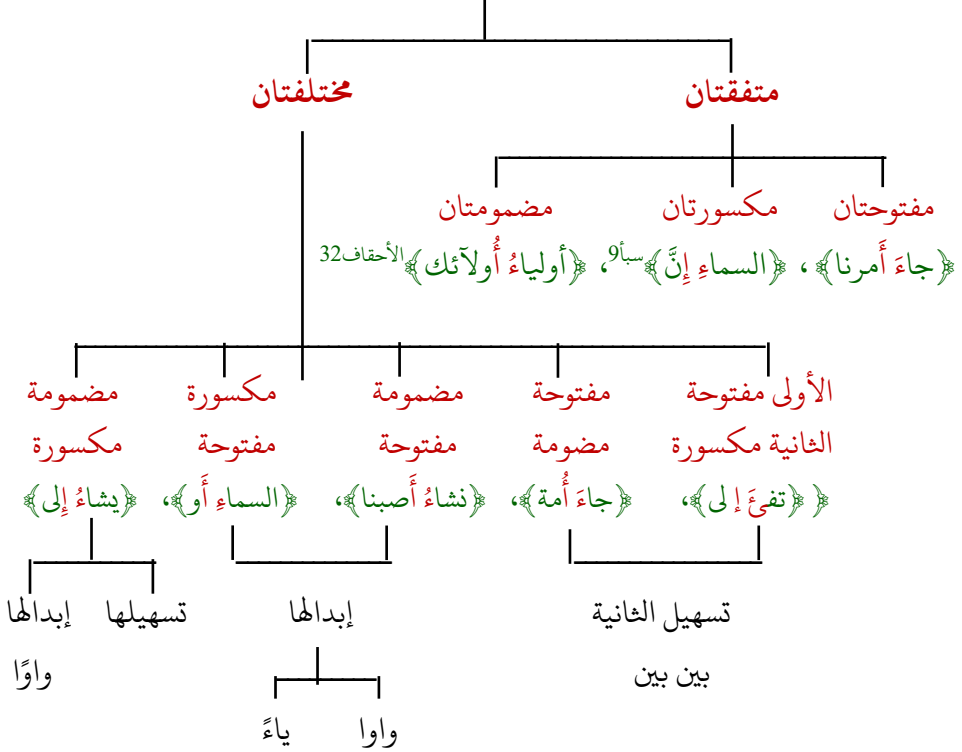 متفقتان مختلفتان
مفتوحتان مكسورتان مضمومتان
﴿جاءَ أَمرنا﴾ ، ﴿السماءِ إِنَّ﴾سبأ9، ﴿أولياءُ أُولآئك﴾الأحقاف32
الأولى مفتوحة مفتوحة مضمومة مكسورة مضمومة
الثانية مكسورة مضومة مفتوحة مفتوحة مكسورة
﴿ ﴿تفئَ إ لى﴾، ﴿جاءَ أُمة﴾، ﴿نشاءُ أَصبنا﴾، ﴿السماءِ أَو﴾، ﴿يشاءُ إِلى﴾
تسهيل الثانية إبدالها تسهيلها إبدالها
بين بين واوًا
واوا ياءً